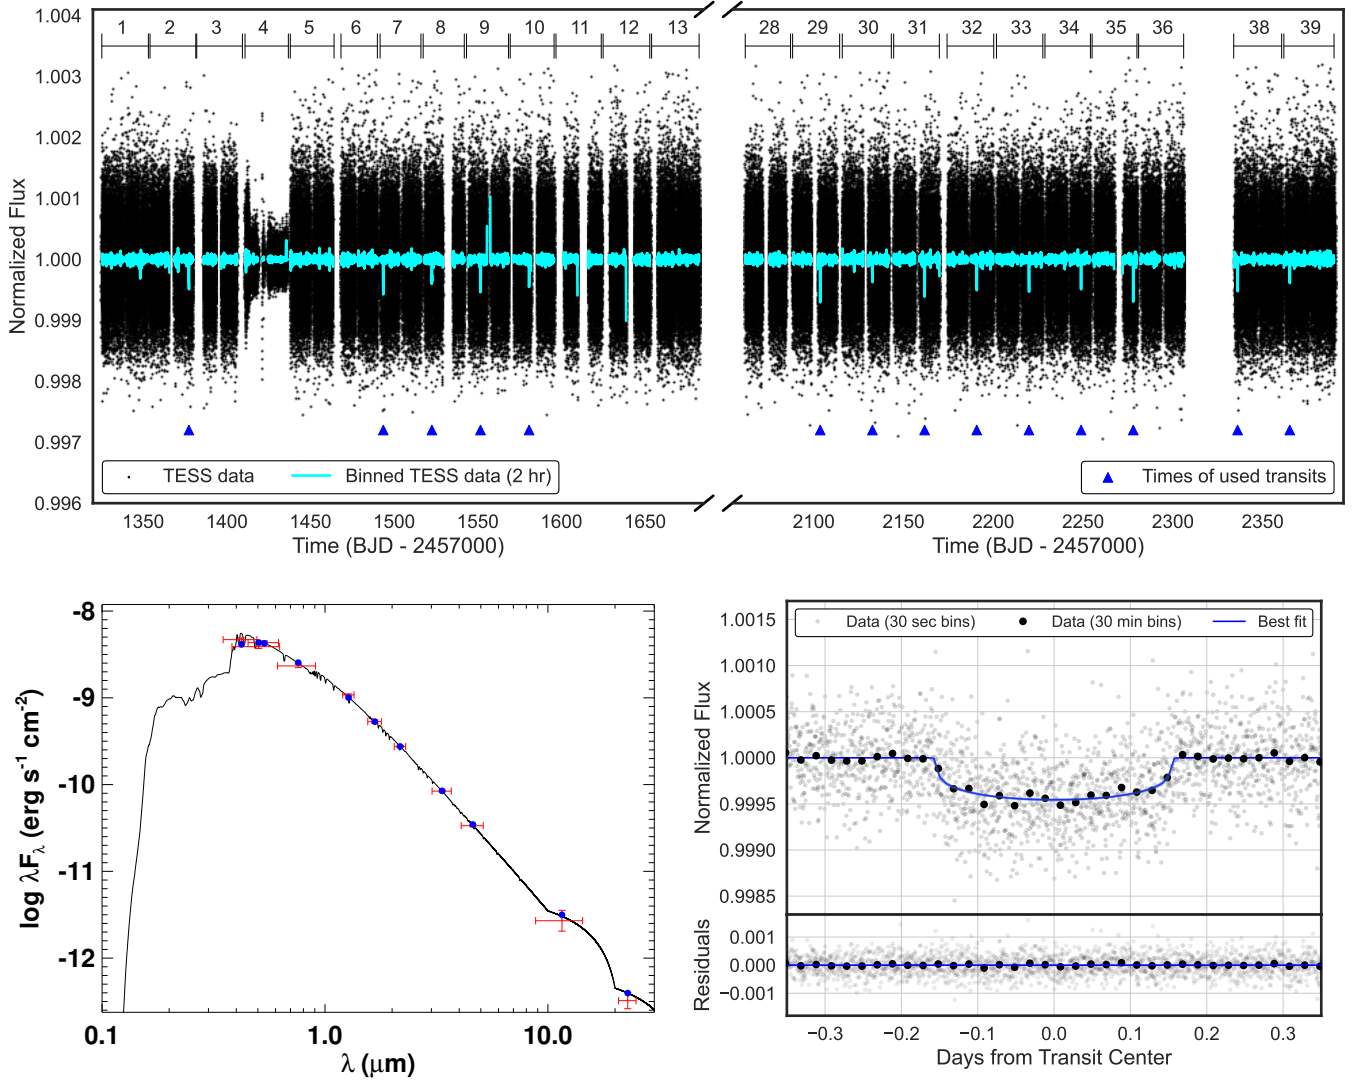 1.004
1.003
1.002
1.001
1.000
0.999
0.998
0.997
0.996
Normalized Flux
1 2 3 4 5 6 7 8 9 10 11 12 13 28 29 30 31 32 33 34 35 36 38 39
TESS data Binned TESS data (2 hr) Times of used transits
1350 1400 1450 1500 1550 1600 1650 2100 2150 2200 2250 2300 2350
Time (BJD - 2457000) Time (BJD - 2457000)
-8
-9
-10
-11
-12
log λFλ (erg s-1 cm-2)
0.1 1.0 10.0
λ (μm)
Data (30 sec bins) Data (30 min bins) Best fit
1.0015
1.0010
1.0005
1.0000
0.9995
0.9990
0.9985
Normalized Flux
0.001
0.000
−0.001
Residuals
−0.3 −0.2 −0.1 0.0 0.1 0.2 0.3
Days from Transit Center